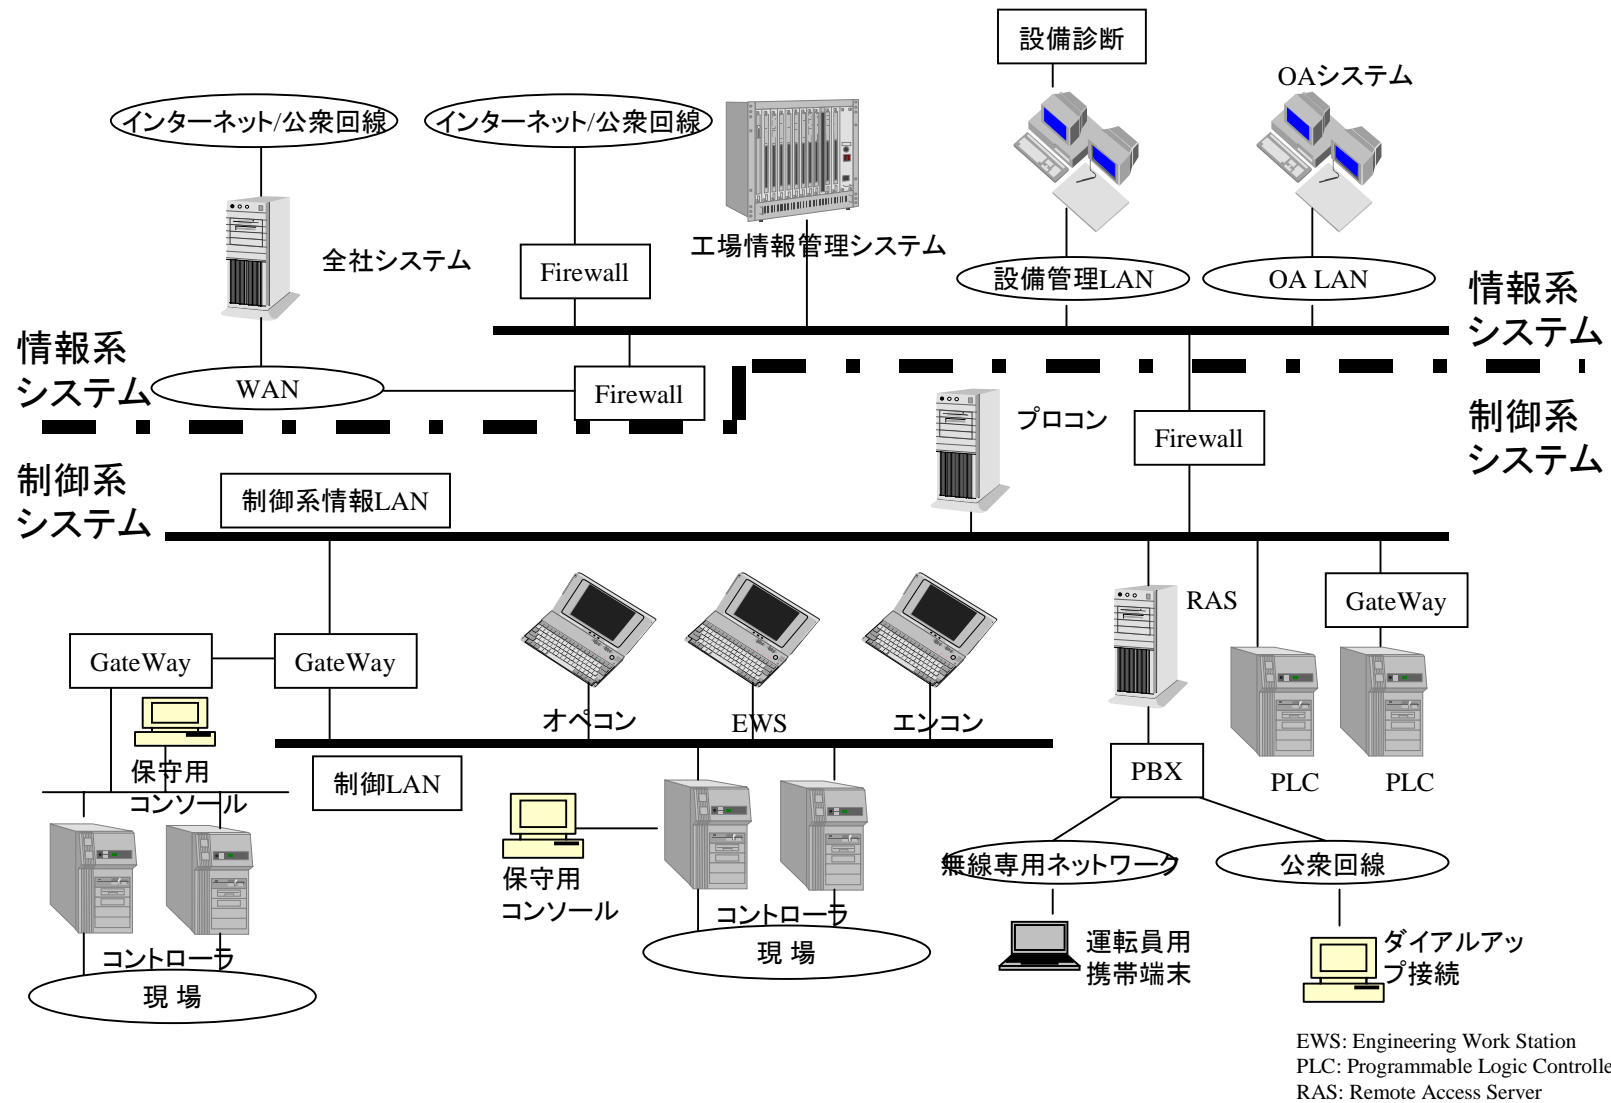 設備診断
OAシステム
インターネット/公衆回線
インターネット/公衆回線
工場情報管理システム
全社システム
Firewall
設備管理LAN
OA LAN
情報系
システム
情報系
システム
WAN
Firewall
プロコン
Firewall
制御系
システム
制御系
システム
制御系情報LAN
RAS
GateWay
GateWay
GateWay
オペコン
EWS
エンコン
保守用
コンソール
制御LAN
PBX
PLC
PLC
無線専用ネットワーク
公衆回線
保守用
コンソール
コントローラ
現 場
コントローラ
現 場
運転員用
携帯端末
ダイアルアッ
プ接続
EWS: Engineering Work Station
PLC: Programmable Logic Controlle
RAS: Remote Access Server